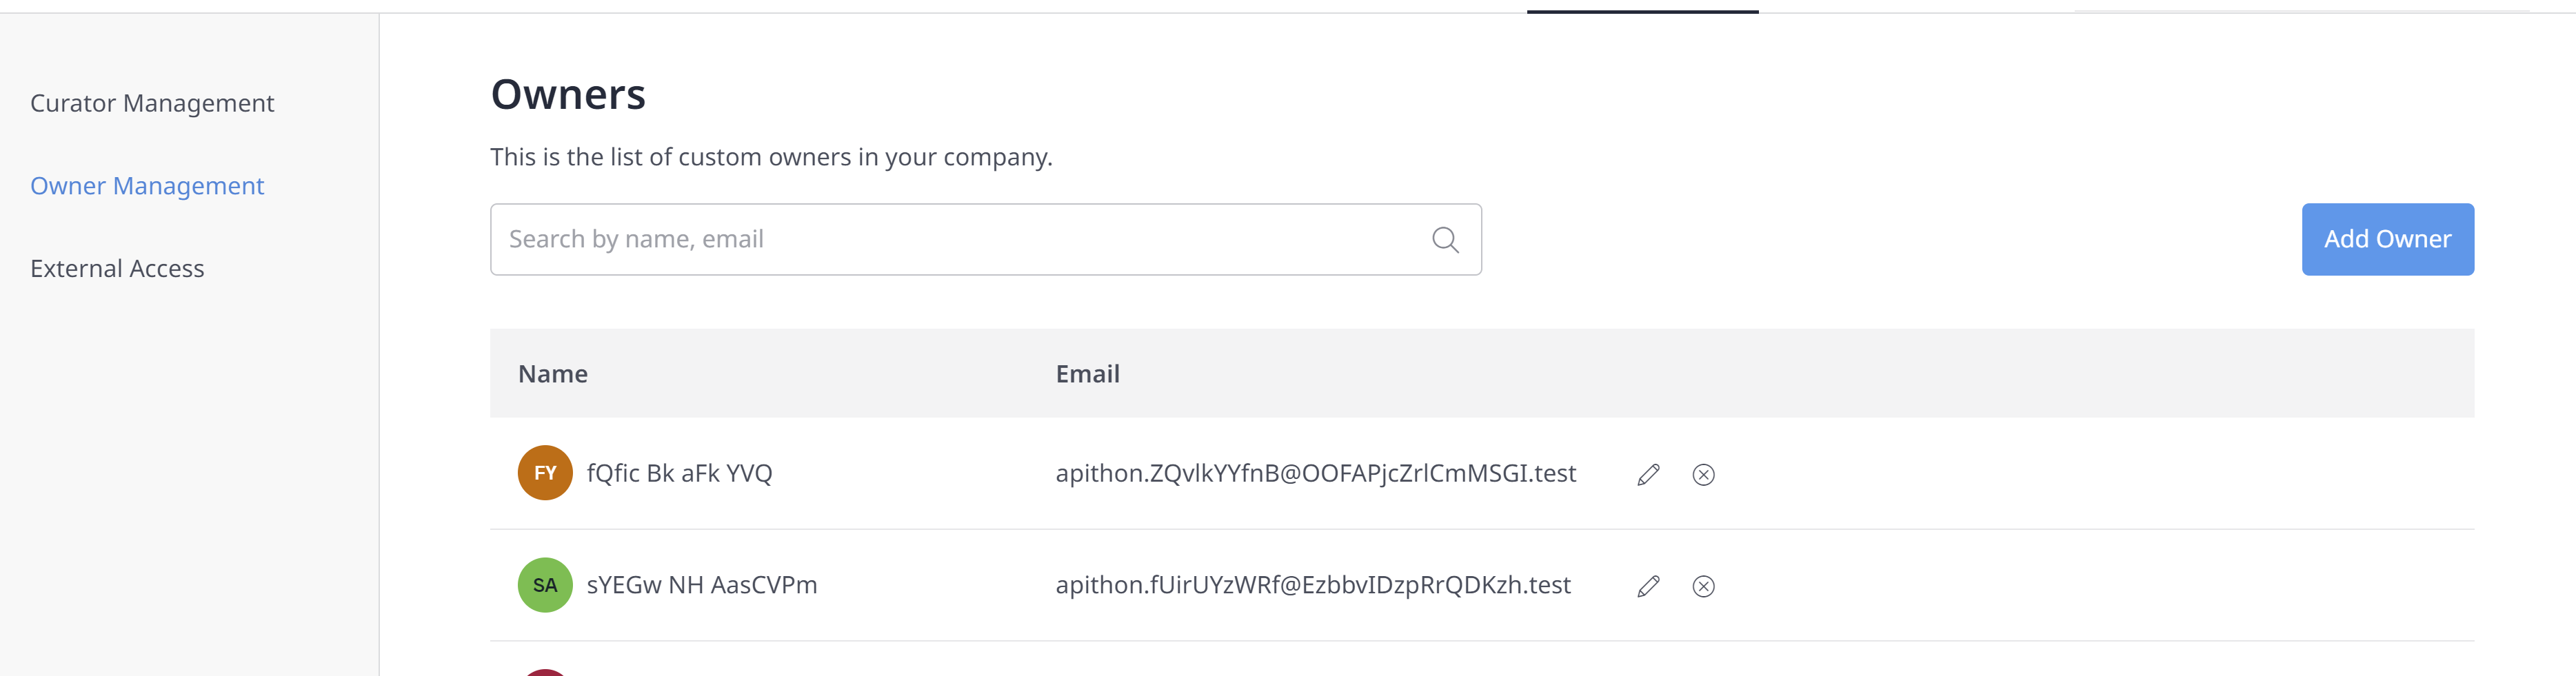 Curator Management
Owner Management
External Access
Owners
This is the list of custom owners in your company.
Search by name, email
Add Owner
Name Email
FY fQfic Bk aFk YVQ apithon.ZQvlkYYfnB@OOFAPjcZrlCmMSGI.test
SA sYEGw NH AasCVPm apithon.fUirUYzWRf@EzbbvIDzpRrQDKzh.test